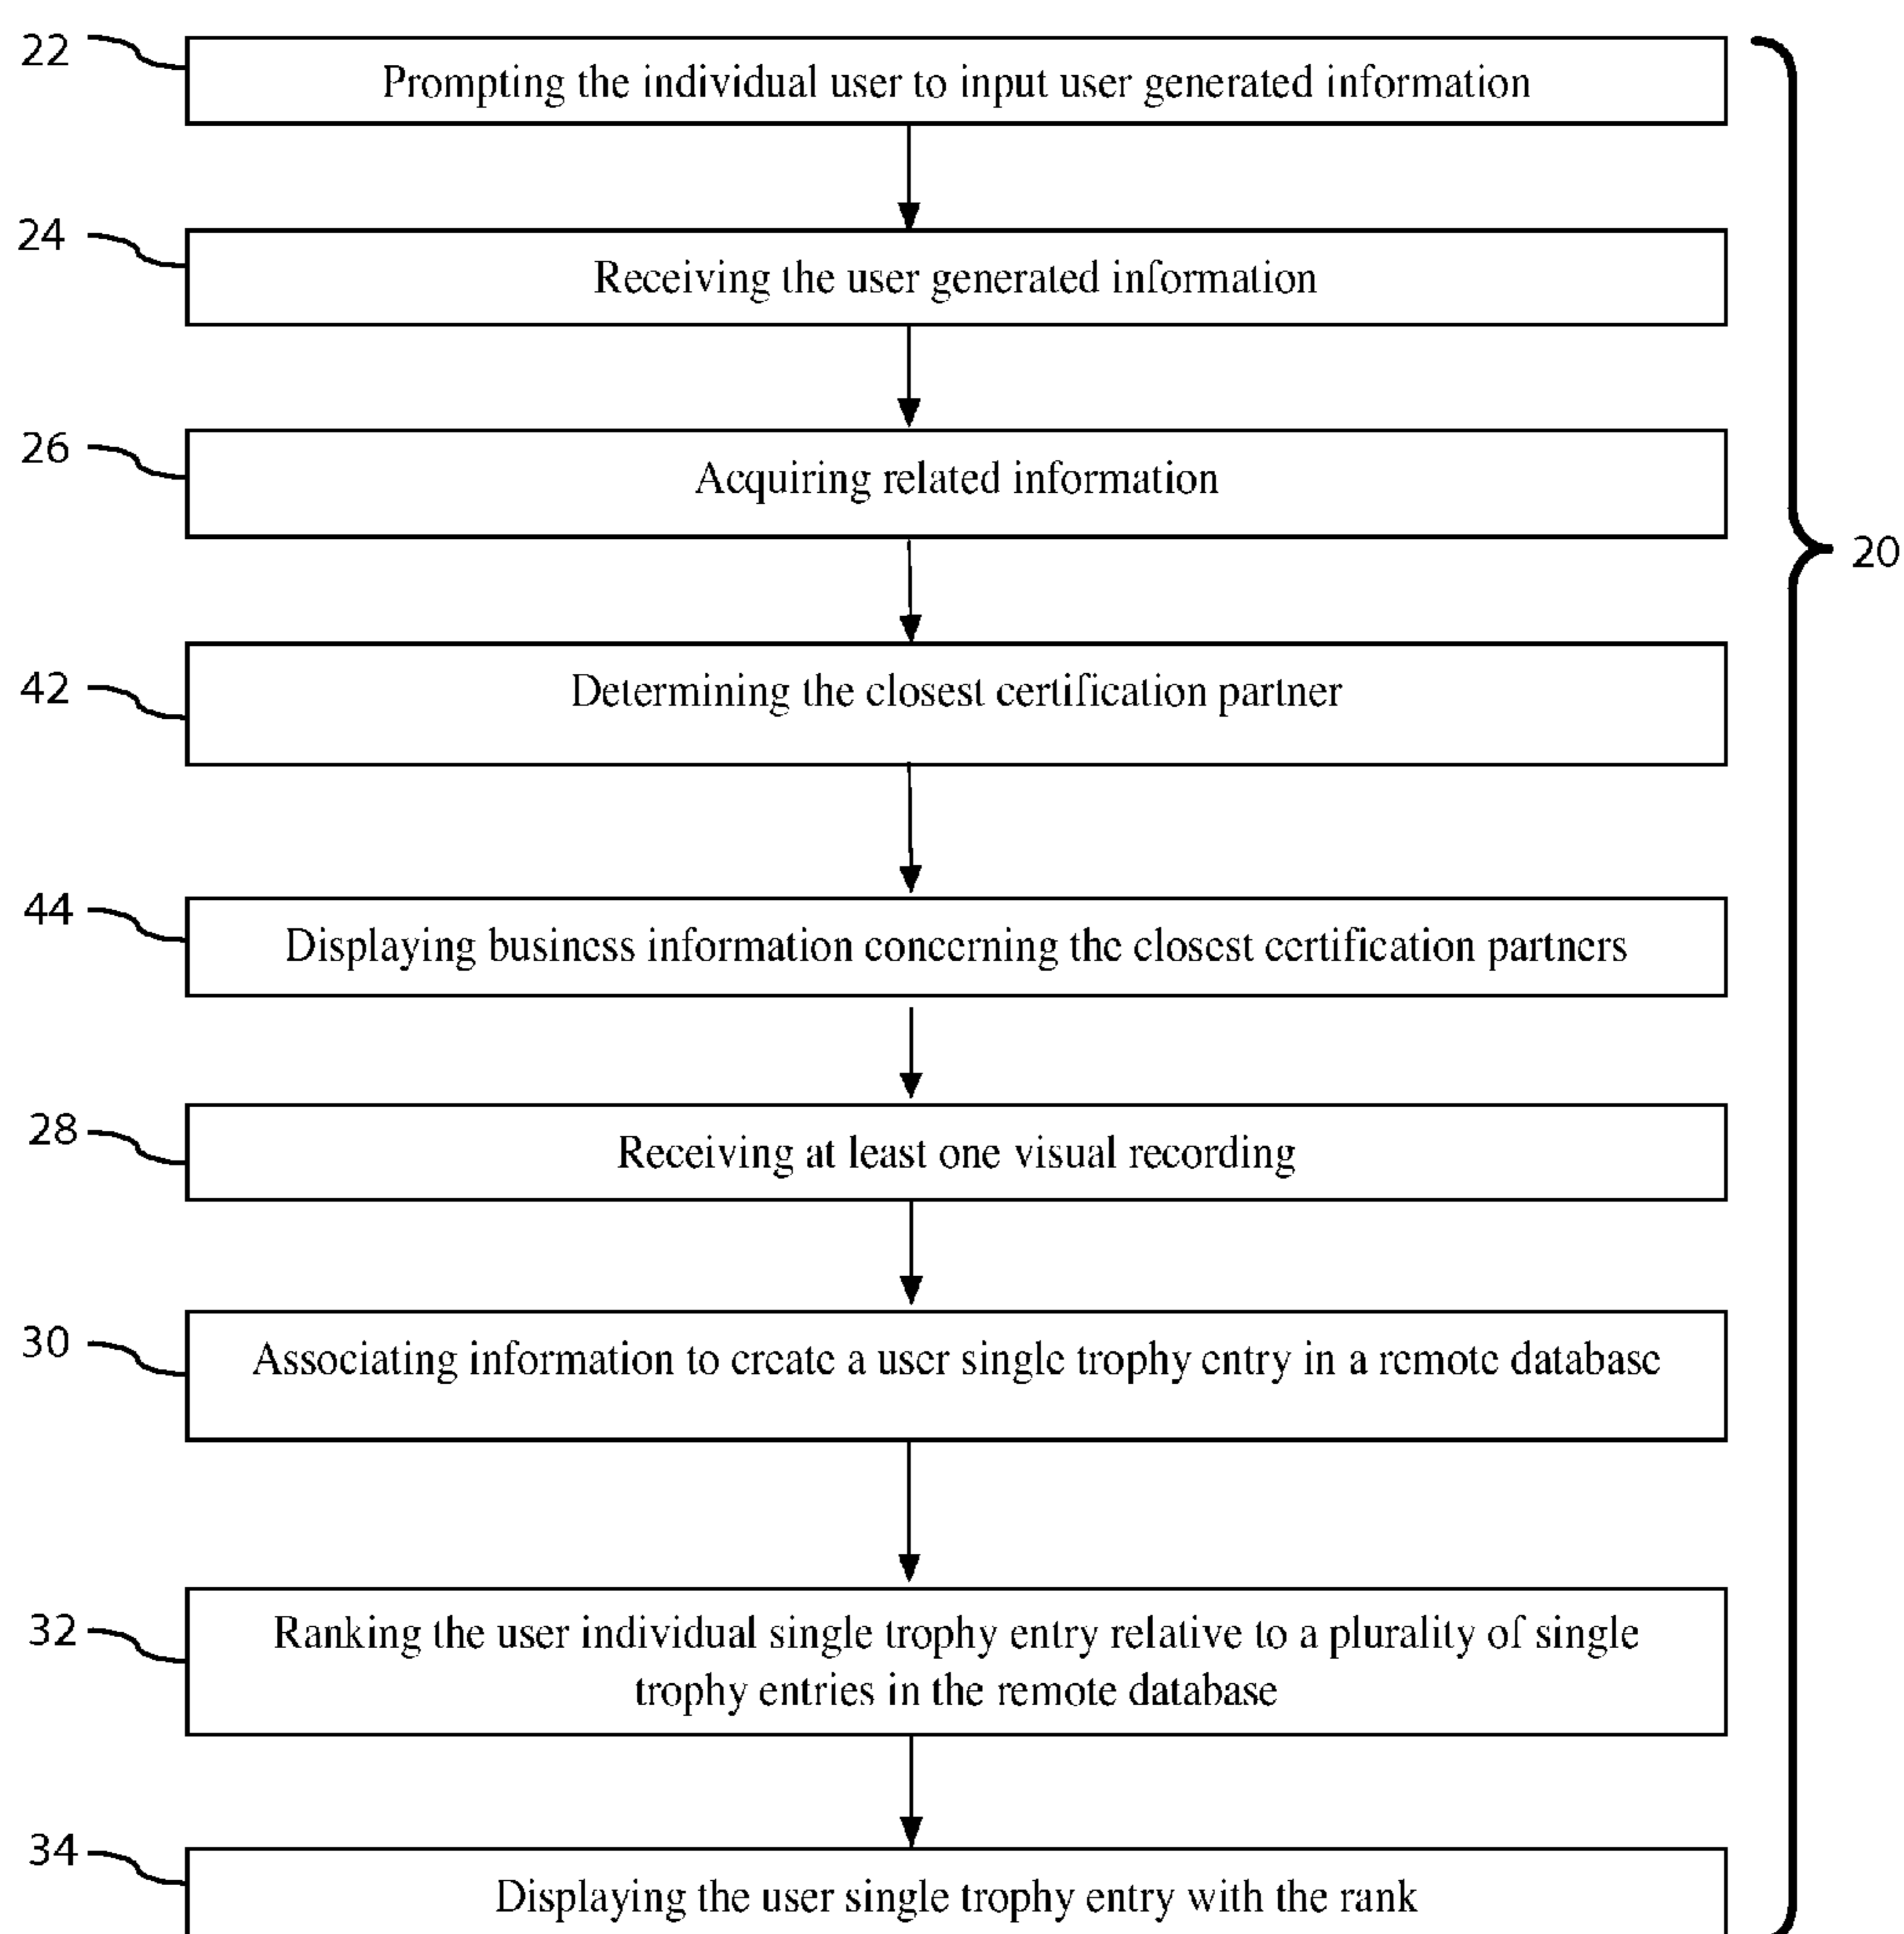 22
Prompting the individual user to input user generated information
24
Receiving the user generated information
26
Acquiring related information
20
42
Determining the closest certification partner
44
Displaying business information concerning the closest certification partners
28
Receiving at least one visual recording
30
Associating information to create a user single trophy entry in a remote database
32
Ranking the user individual single trophy entry relative to a plurality of single
trophy entries in the remote database
34
Displaying the user single trophy entry with the rank